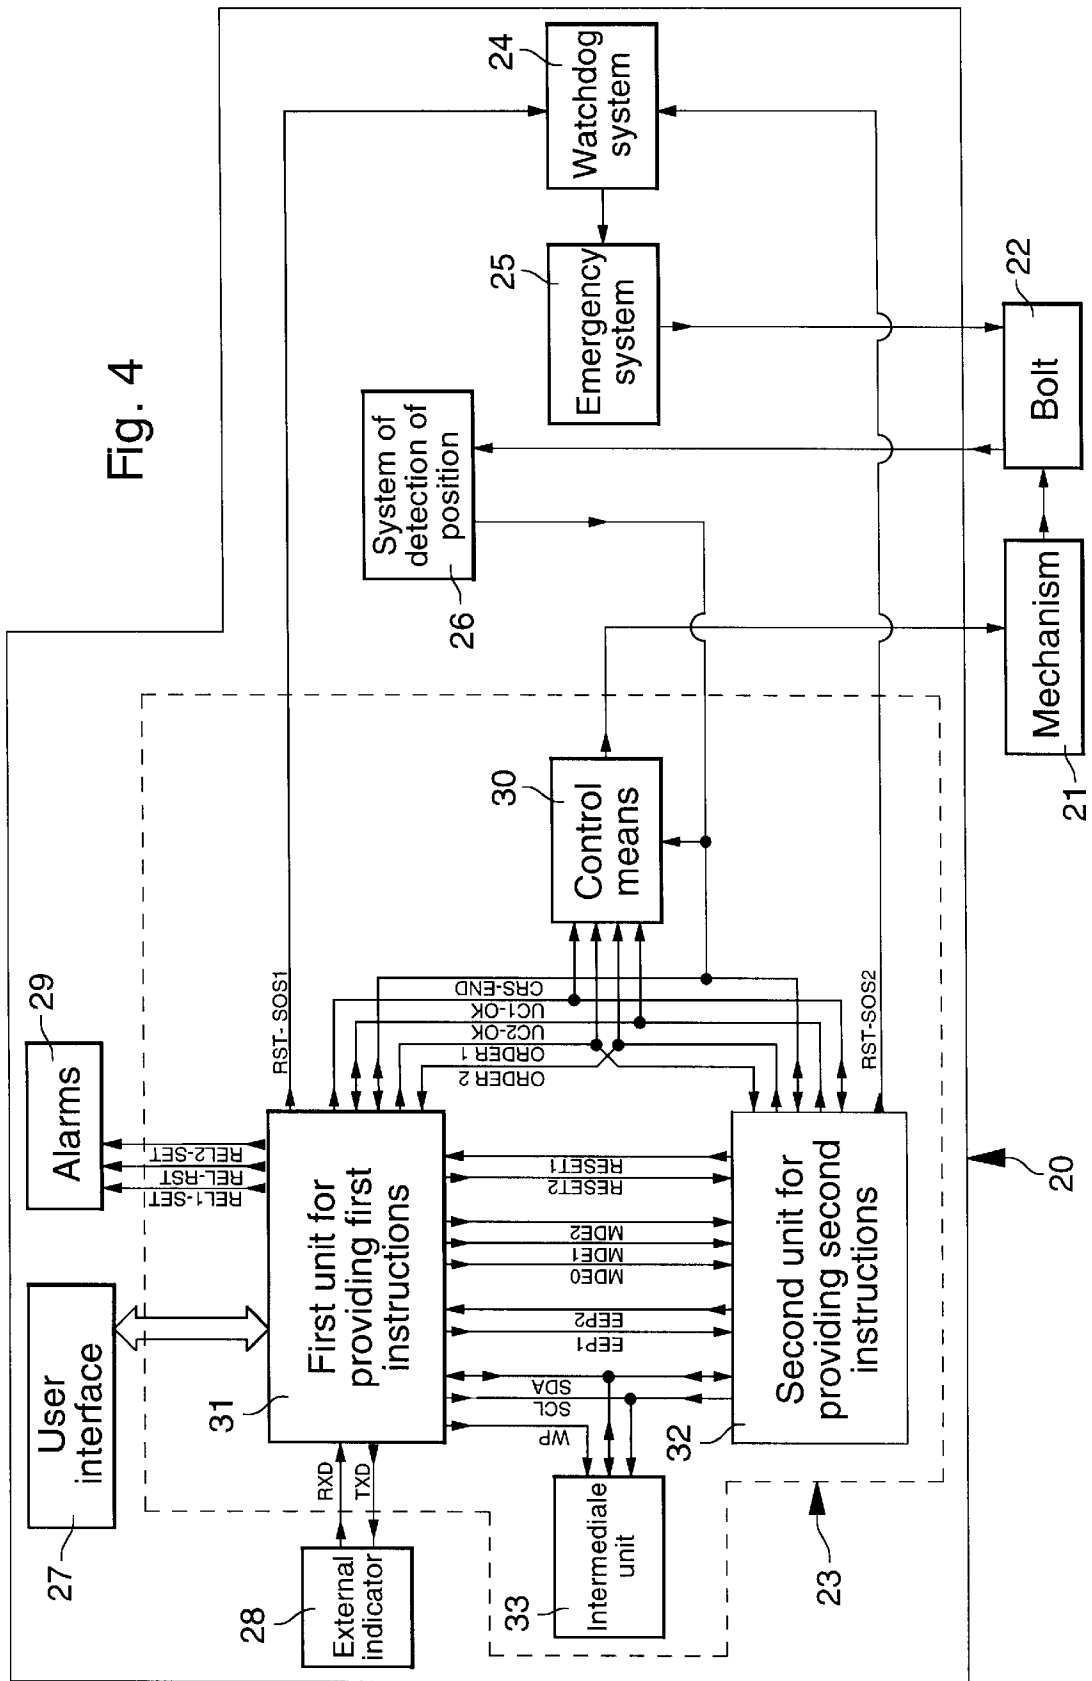 Fig. 4
User
interface
27
Alarms
29
REL1-SET
REL-RST
REL2-SET
External
indicator
28
RXD
TXD
First unit for
providing first
instructions
31
RST- SOS1
CRS-END
UC1-OK
UC2-OK
ORDER 1
ORDER 2
WP
SCL
SDA
EEP1
EEP2
MDE0
MDE1
MDE2
RESET2
RESET1
Intermediale
unit
33
Second unit for
providing second
instructions
32
RST-SOS2
Control
means
30
System of
detection of
position
26
Emergency
system
25
Watchdog
system
24
Mechanism
21
Bolt
22
23
20